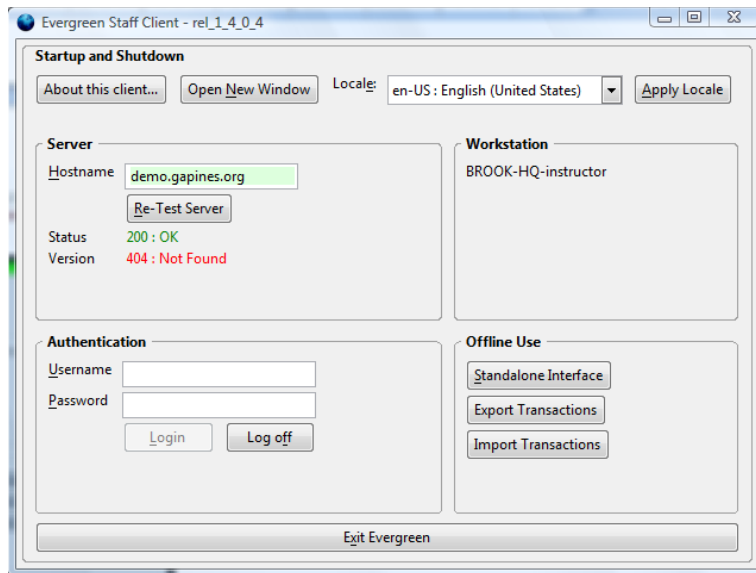 Evergreen Staff Client - rel_1_4_0_4
Startup and Shutdown
About this client... Open New Window Locale: en-US : English (United States) Apply Locale
Server
Hostname demo.gapines.org
Re-Test Server
Status 200 : OK
Version 404 : Not Found
Workstation
BROOK-HQ-instructor
Authentication
Username
Password
Login Log off
Offline Use
Standalone Interface
Export Transactions
Import Transactions
Exit Evergreen